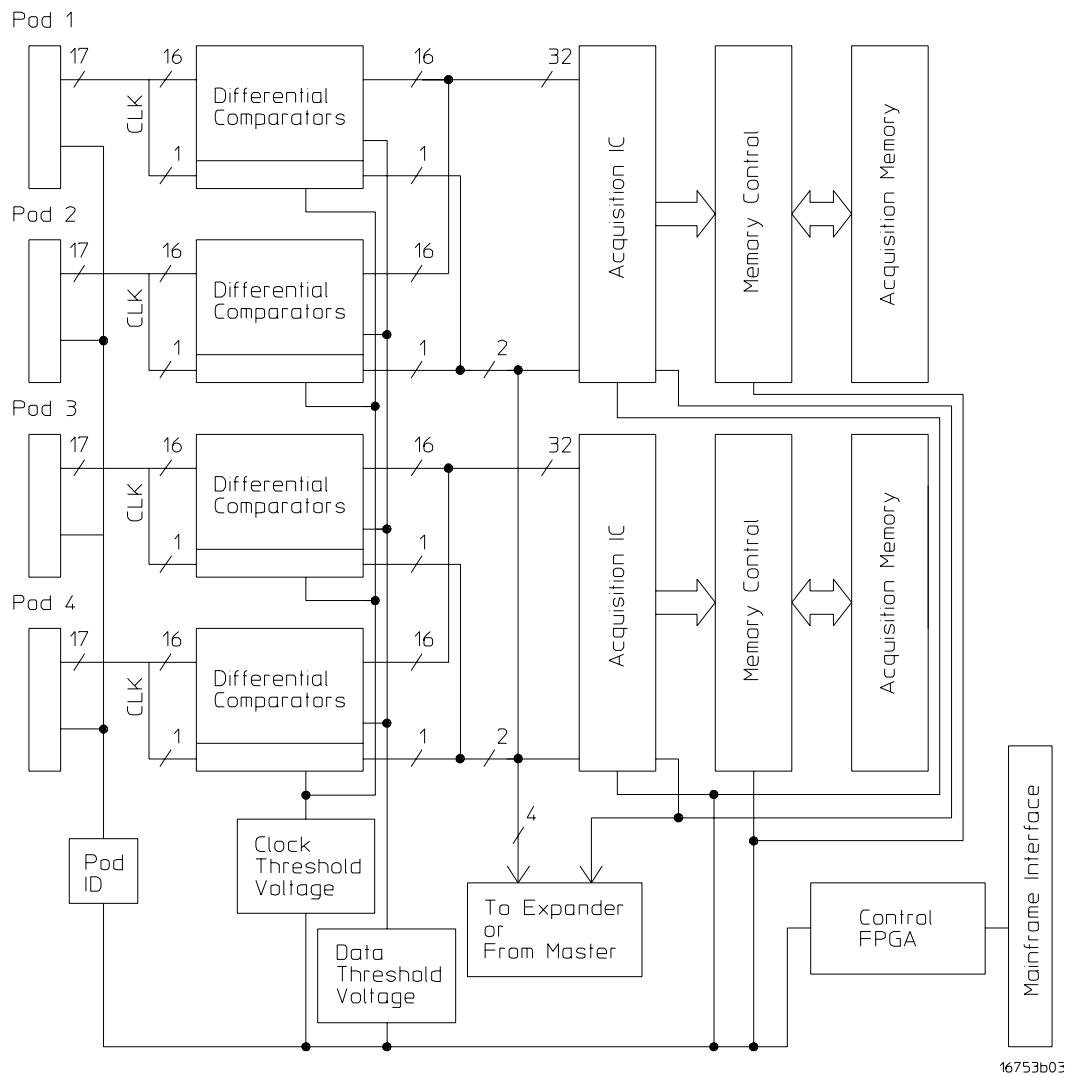 Pod 1
17
16
CLK
1
Differential
Comparators
16
1
32
Acquisition IC
Memory Control
Acquisition Memory
Pod 2
17
16
CLK
1
Differential
Comparators
16
1
2
Pod 3
17
16
CLK
1
Differential
Comparators
16
1
32
Acquisition IC
Memory Control
Acquisition Memory
Pod 4
17
16
CLK
1
Differential
Comparators
16
1
2
4
Pod
ID
Clock
Threshold
Voltage
Data
Threshold
Voltage
To Expander
or
From Master
Control
FPGA
Mainframe Interface
16753b03